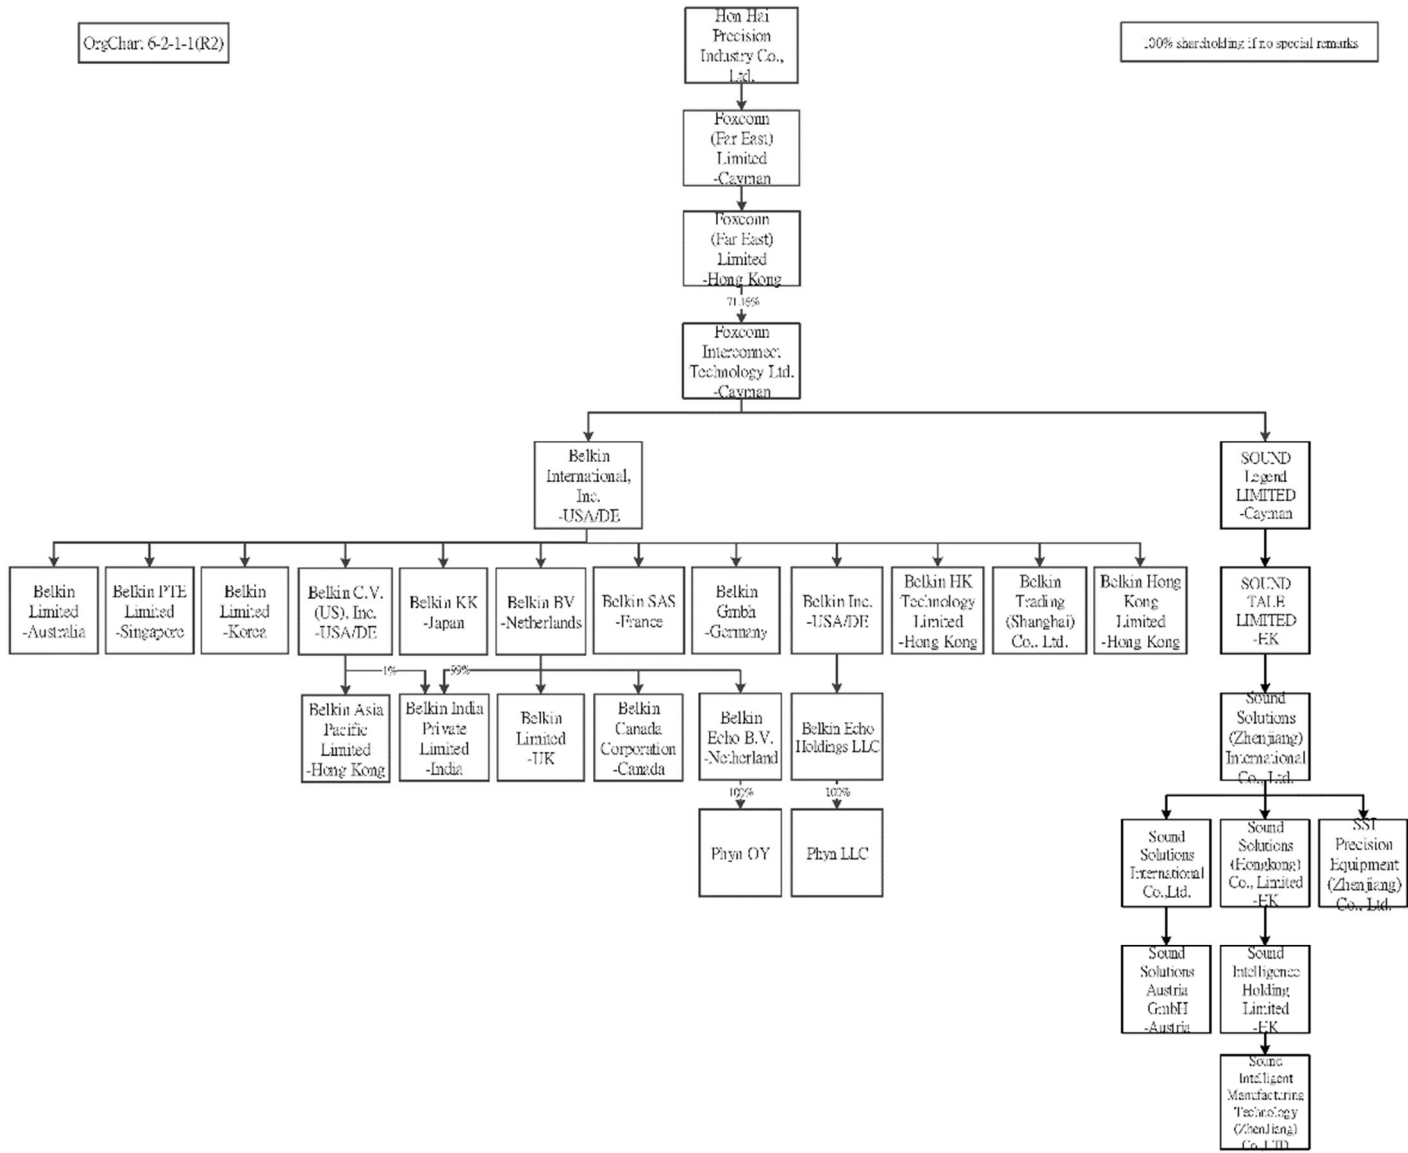 OrgChart 6-2-1-1(R2)
Hon Hai
Precision
Industry Co.,
Ltd.
100% shareholding if no special remarks
Foxconn
(Far East)
Limited
-Cayman
Foxconn
(Far East)
Limited
-Hong Kong
71.16%
Foxconn
Interconnect
Technology Ltd.
-Cayman
Belkin
International,
Inc.
-USA/DE
SOUND
Legend
LIMITED
-Cayman
Belkin
Limited
-Australia
Belkin PTE
Limited
-Singapore
Belkin
Limited
-Korea
Belkin C.V.
(US), Inc.
-USA/DE
Belkin KK
-Japan
Belkin BV
-Netherlands
Belkin SAS
-France
Belkin
Gmbh
-Germany
Belkin Inc.
-USA/DE
Belkin HK
Technology
Limited
-Hong Kong
Belkin
Trading
(Shanghai)
Co.. Ltd.
Belkin Hong
Kong
Limited
-Hong Kong
SOUND
TALE
LIMITED
-HK
1%
99%
Belkin Asia
Pacific
Limited
-Hong Kong
Belkin India
Private
Limited
-India
Belkin
Limited
-UK
Belkin
Canada
Corporation
-Canada
Belkin
Echo B.V.
-Netherland
Belkin Echo
Holdings LLC
Sound
Solutions
(Zhenjiang)
International
Co., Ltd.
100%
100%
Phyn OY
Phyn LLC
Sound
Solutions
International
Co.,Ltd.
Sound
Solutions
(Hongkong)
Co., Limited
-HK
SSI
Precision
Equipment
(Zhenjiang)
Co., Ltd.
Sound
Solutions
Austria
GmbH
-Austria
Sound
Intelligence
Holding
Limited
-HK
Sound
Intelligent
Manufacturing
Technology
(ZhenJiang)
Co.,LTD.